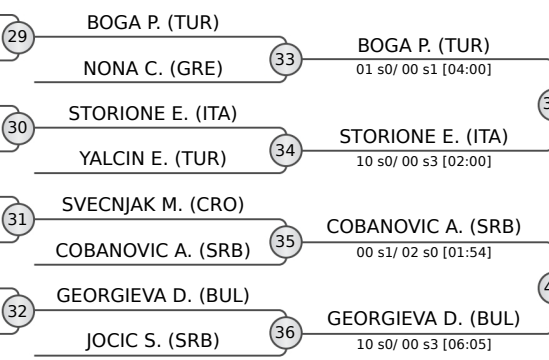 29
BOGA P. (TUR)
NONA C. (GRE)
33
BOGA P. (TUR)
01 s0/ 00 s1 [04:00]
30
STORIONE E. (ITA)
YALCIN E. (TUR)
34
STORIONE E. (ITA)
10 s0/ 00 s3 [02:00]
31
SVECNJAK M. (CRO)
COBANOVIC A. (SRB)
35
COBANOVIC A. (SRB)
00 s1/ 02 s0 [01:54]
32
GEORGIEVA D. (BUL)
JOCIC S. (SRB)
36
GEORGIEVA D. (BUL)
10 s0/ 00 s3 [06:05]